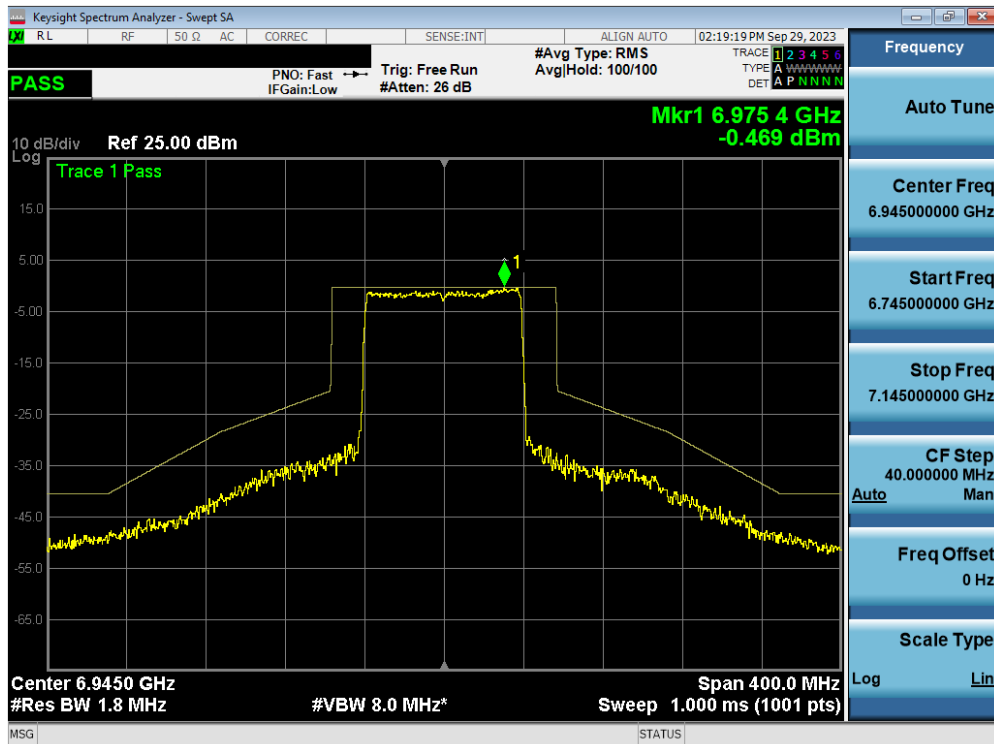 Keysight Spectrum Analyzer - Swept SA
LXI RL RF 50 Ω AC CORREC SENSE:INT ALIGN AUTO 02:19:19 PM Sep 29, 2023
PASS
PNO: Fast
IFGain:Low
Trig: Free Run
#Atten: 26 dB
#Avg Type: RMS
Avg|Hold: 100/100
TRACE 1 2 3 4 5 6
TYPE A WWWWW
DET A P N N N N
Mkr1 6.975 4 GHz
-0.469 dBm
10 dB/div
Log
Ref 25.00 dBm
Trace 1 Pass
15.0
5.00
-5.00
-15.0
-25.0
-35.0
-45.0
-55.0
-65.0
1
Center 6.9450 GHz
Span 400.0 MHz
#Res BW 1.8 MHz
#VBW 8.0 MHz*
Sweep 1.000 ms (1001 pts)
MSG
STATUS
Frequency
Auto Tune
Center Freq
6.945000000 GHz
Start Freq
6.745000000 GHz
Stop Freq
7.145000000 GHz
CF Step
40.000000 MHz
Auto Man
Freq Offset
0 Hz
Scale Type
Log Lin